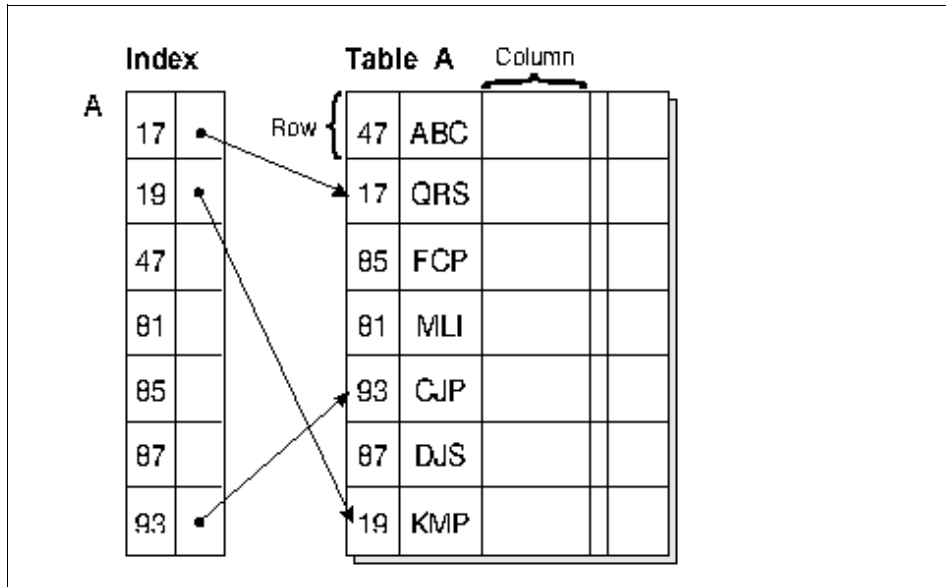 Index Table A Column
A
Row
17 47 ABC
19 17 QRS
47 85 FCP
81 81 MLI
85 93 CJP
87 87 DJS
93 19 KMP